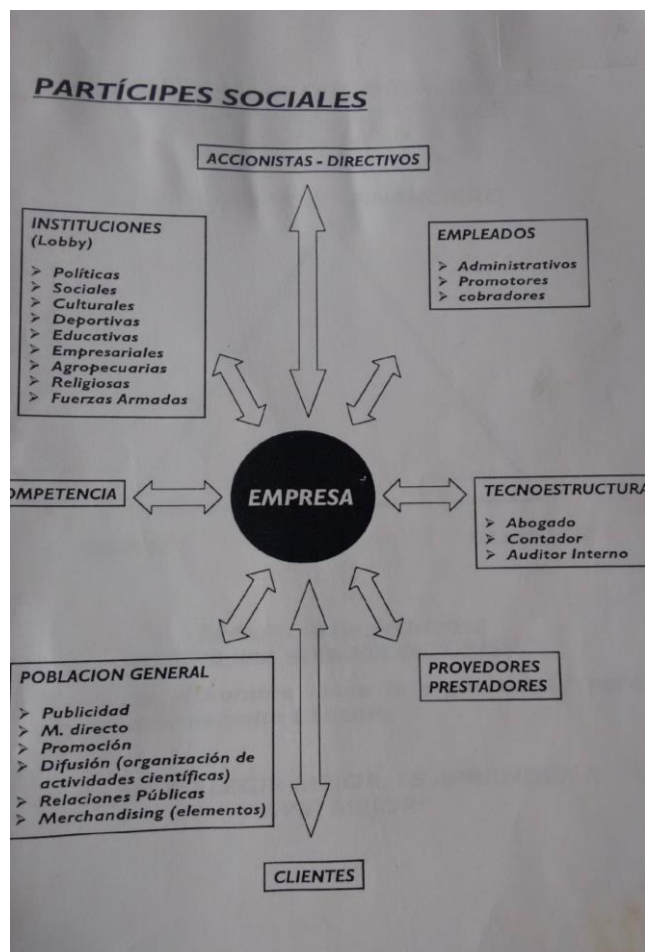 PARTÍCIPES SOCIALES
ACCIONISTAS - DIRECTIVOS
INSTITUCIONES
(Lobby)
➢ Políticas
➢ Sociales
➢ Culturales
➢ Deportivas
➢ Educativas
➢ Empresariales
➢ Agropecuarias
➢ Religiosas
➢ Fuerzas Armadas
EMPLEADOS
➢ Administrativos
➢ Promotores
➢ cobradores
OMPETENCIA
EMPRESA
TECNOESTRUCTURA
➢ Abogado
➢ Contador
➢ Auditor Interno
POBLACION GENERAL
➢ Publicidad
➢ M. directo
➢ Promoción
➢ Difusión (organización de
actividades científicas)
➢ Relaciones Públicas
➢ Merchandising (elementos)
PROVEDORES
PRESTADORES
CLIENTES